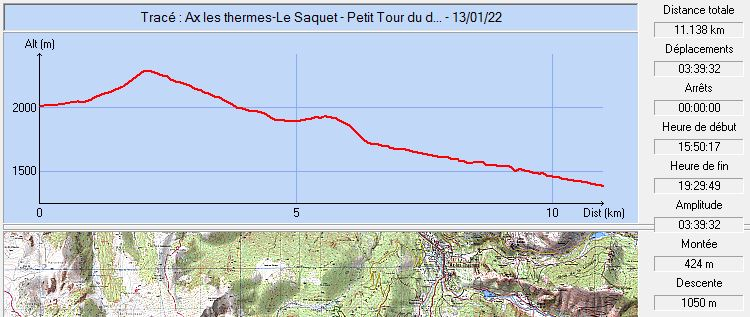 Tracé : Ax les thermes-Le Saquet - Petit Tour du d... - 13/01/22
Alt (m)
2000
1500
0
5
10
Dist (km)
Distance totale
11.138 km
Déplacements
03:39:32
Arrêts
00:00:00
Heure de début
15:50:17
Heure de fin
19:29:49
Amplitude
03:39:32
Montée
424 m
Descente
1050 m